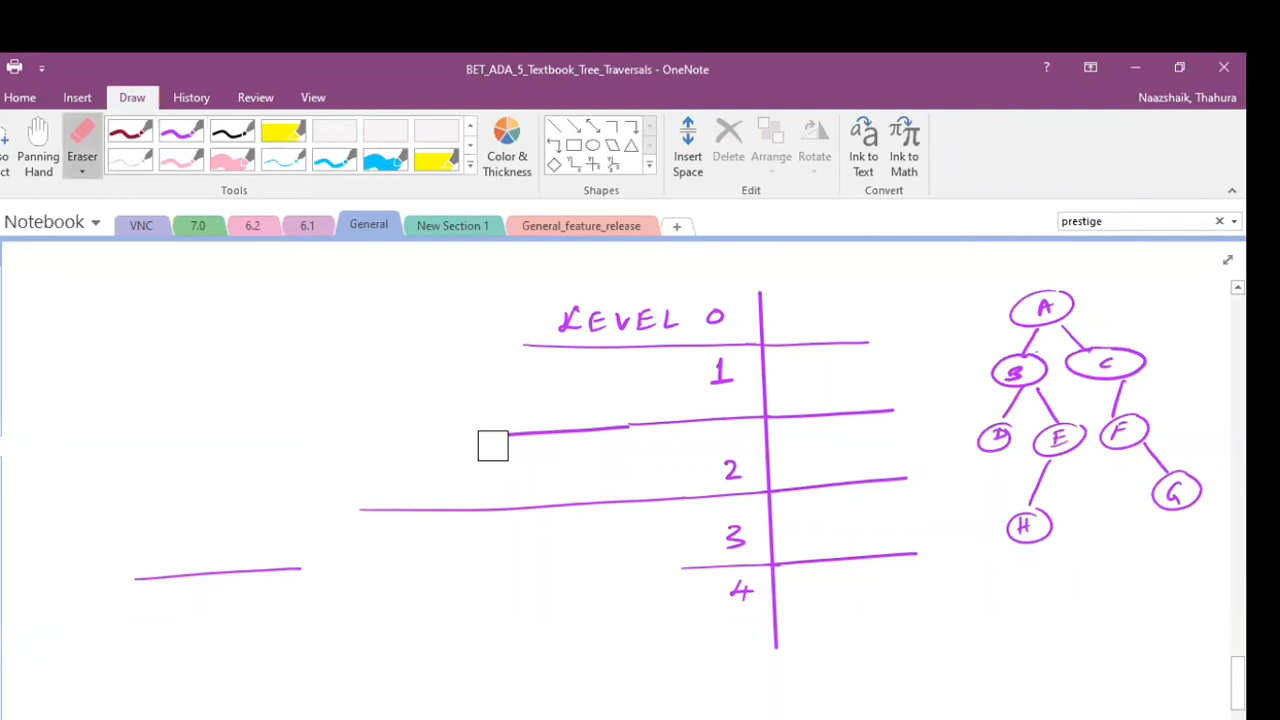 BET_ADA_5_Textbook_Tree_Traversals - OneNote
?
Home Insert Draw History Review View
Naazshaik, Thahura
Panning Hand
Eraser
Color & Thickness
Insert Space
Delete
Arrange
Rotate
Ink to Text
Ink to Math
ect
Tools
Shapes
Edit
Convert
Notebook
VNC 7.0 6.2 6.1 General New Section 1 General_feature_release +
prestige
LEVEL 0
1
2
3
4
A
B C
D E F
G
H